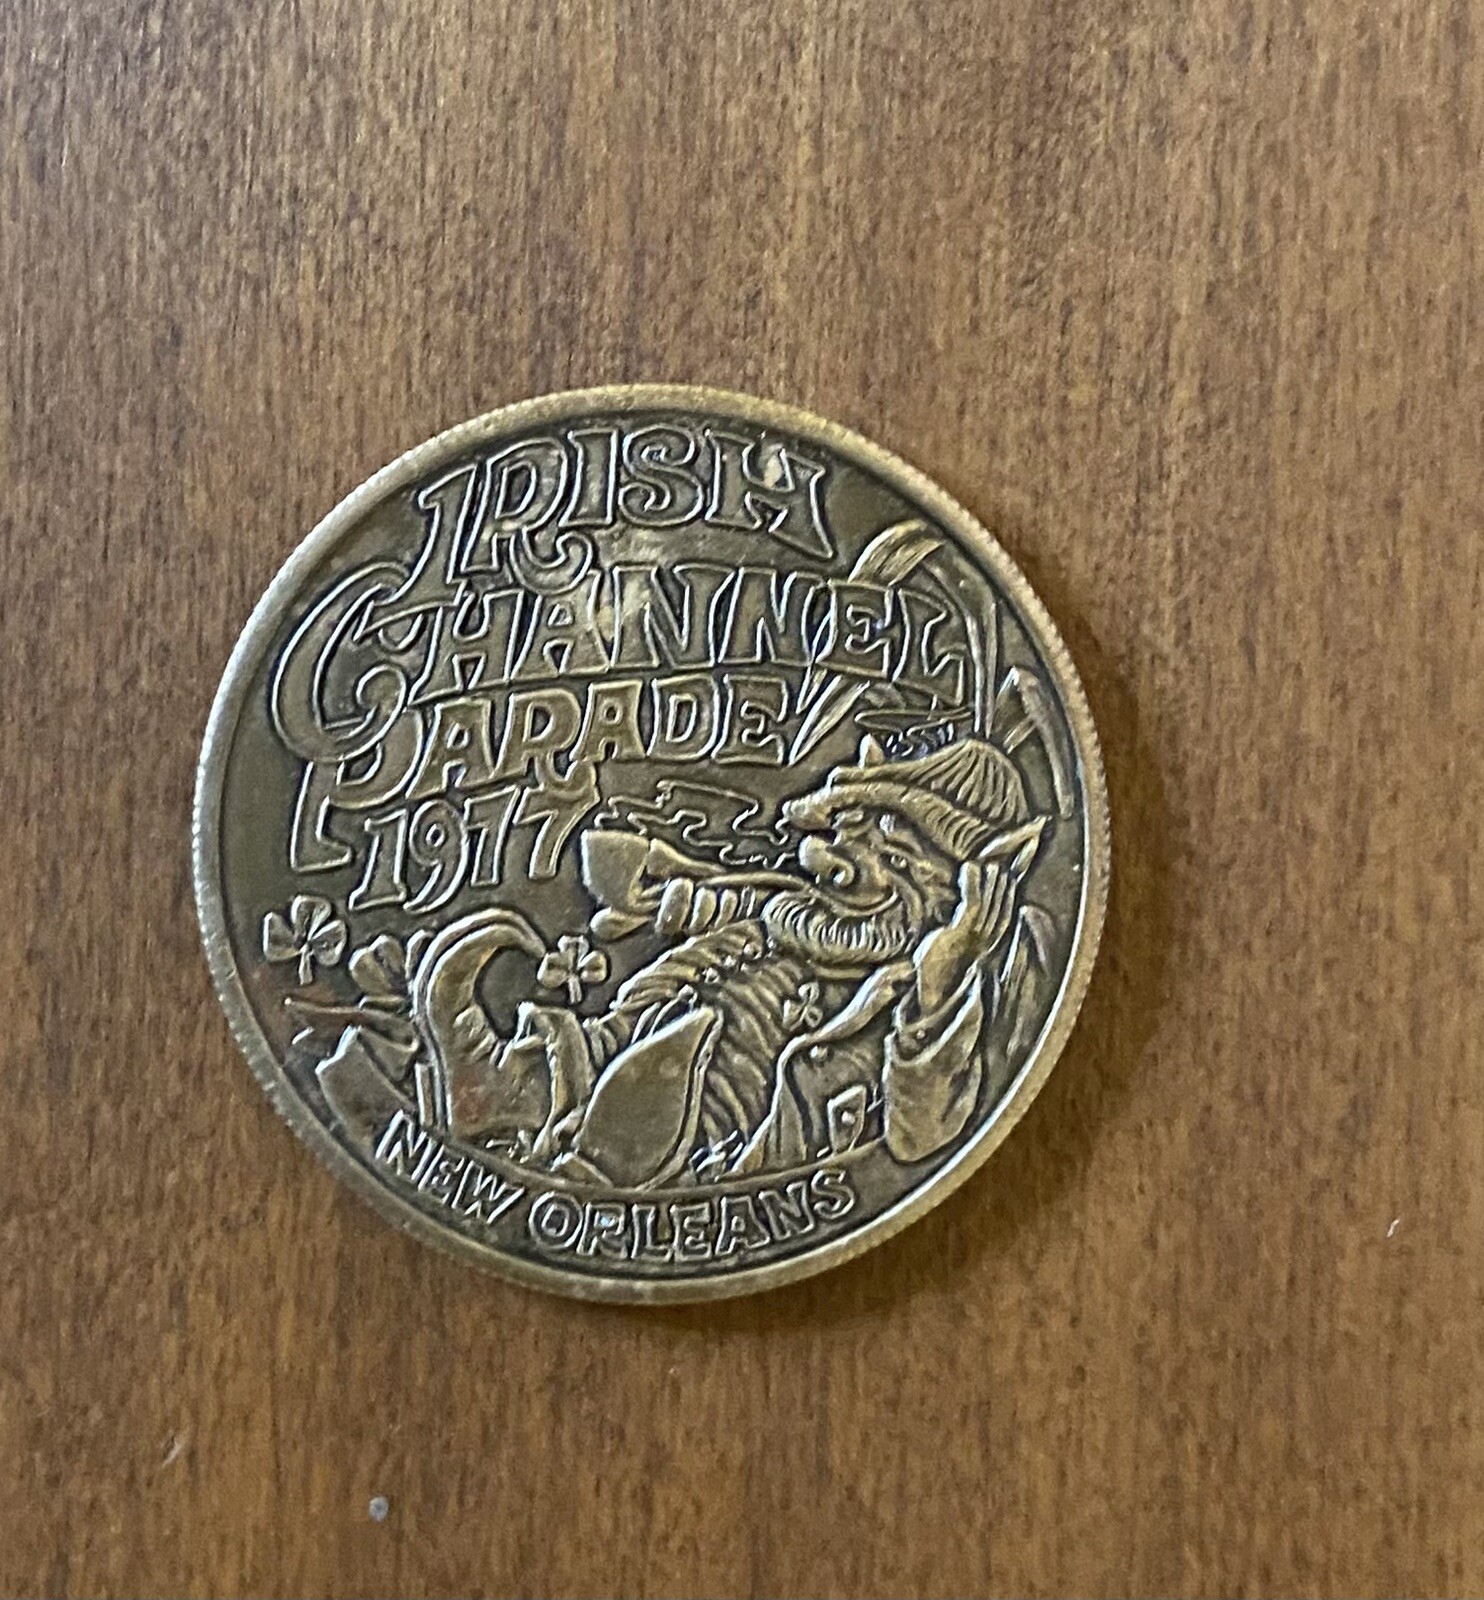 IRISH
CHANNEL
PARADE
1977
NEW ORLEANS